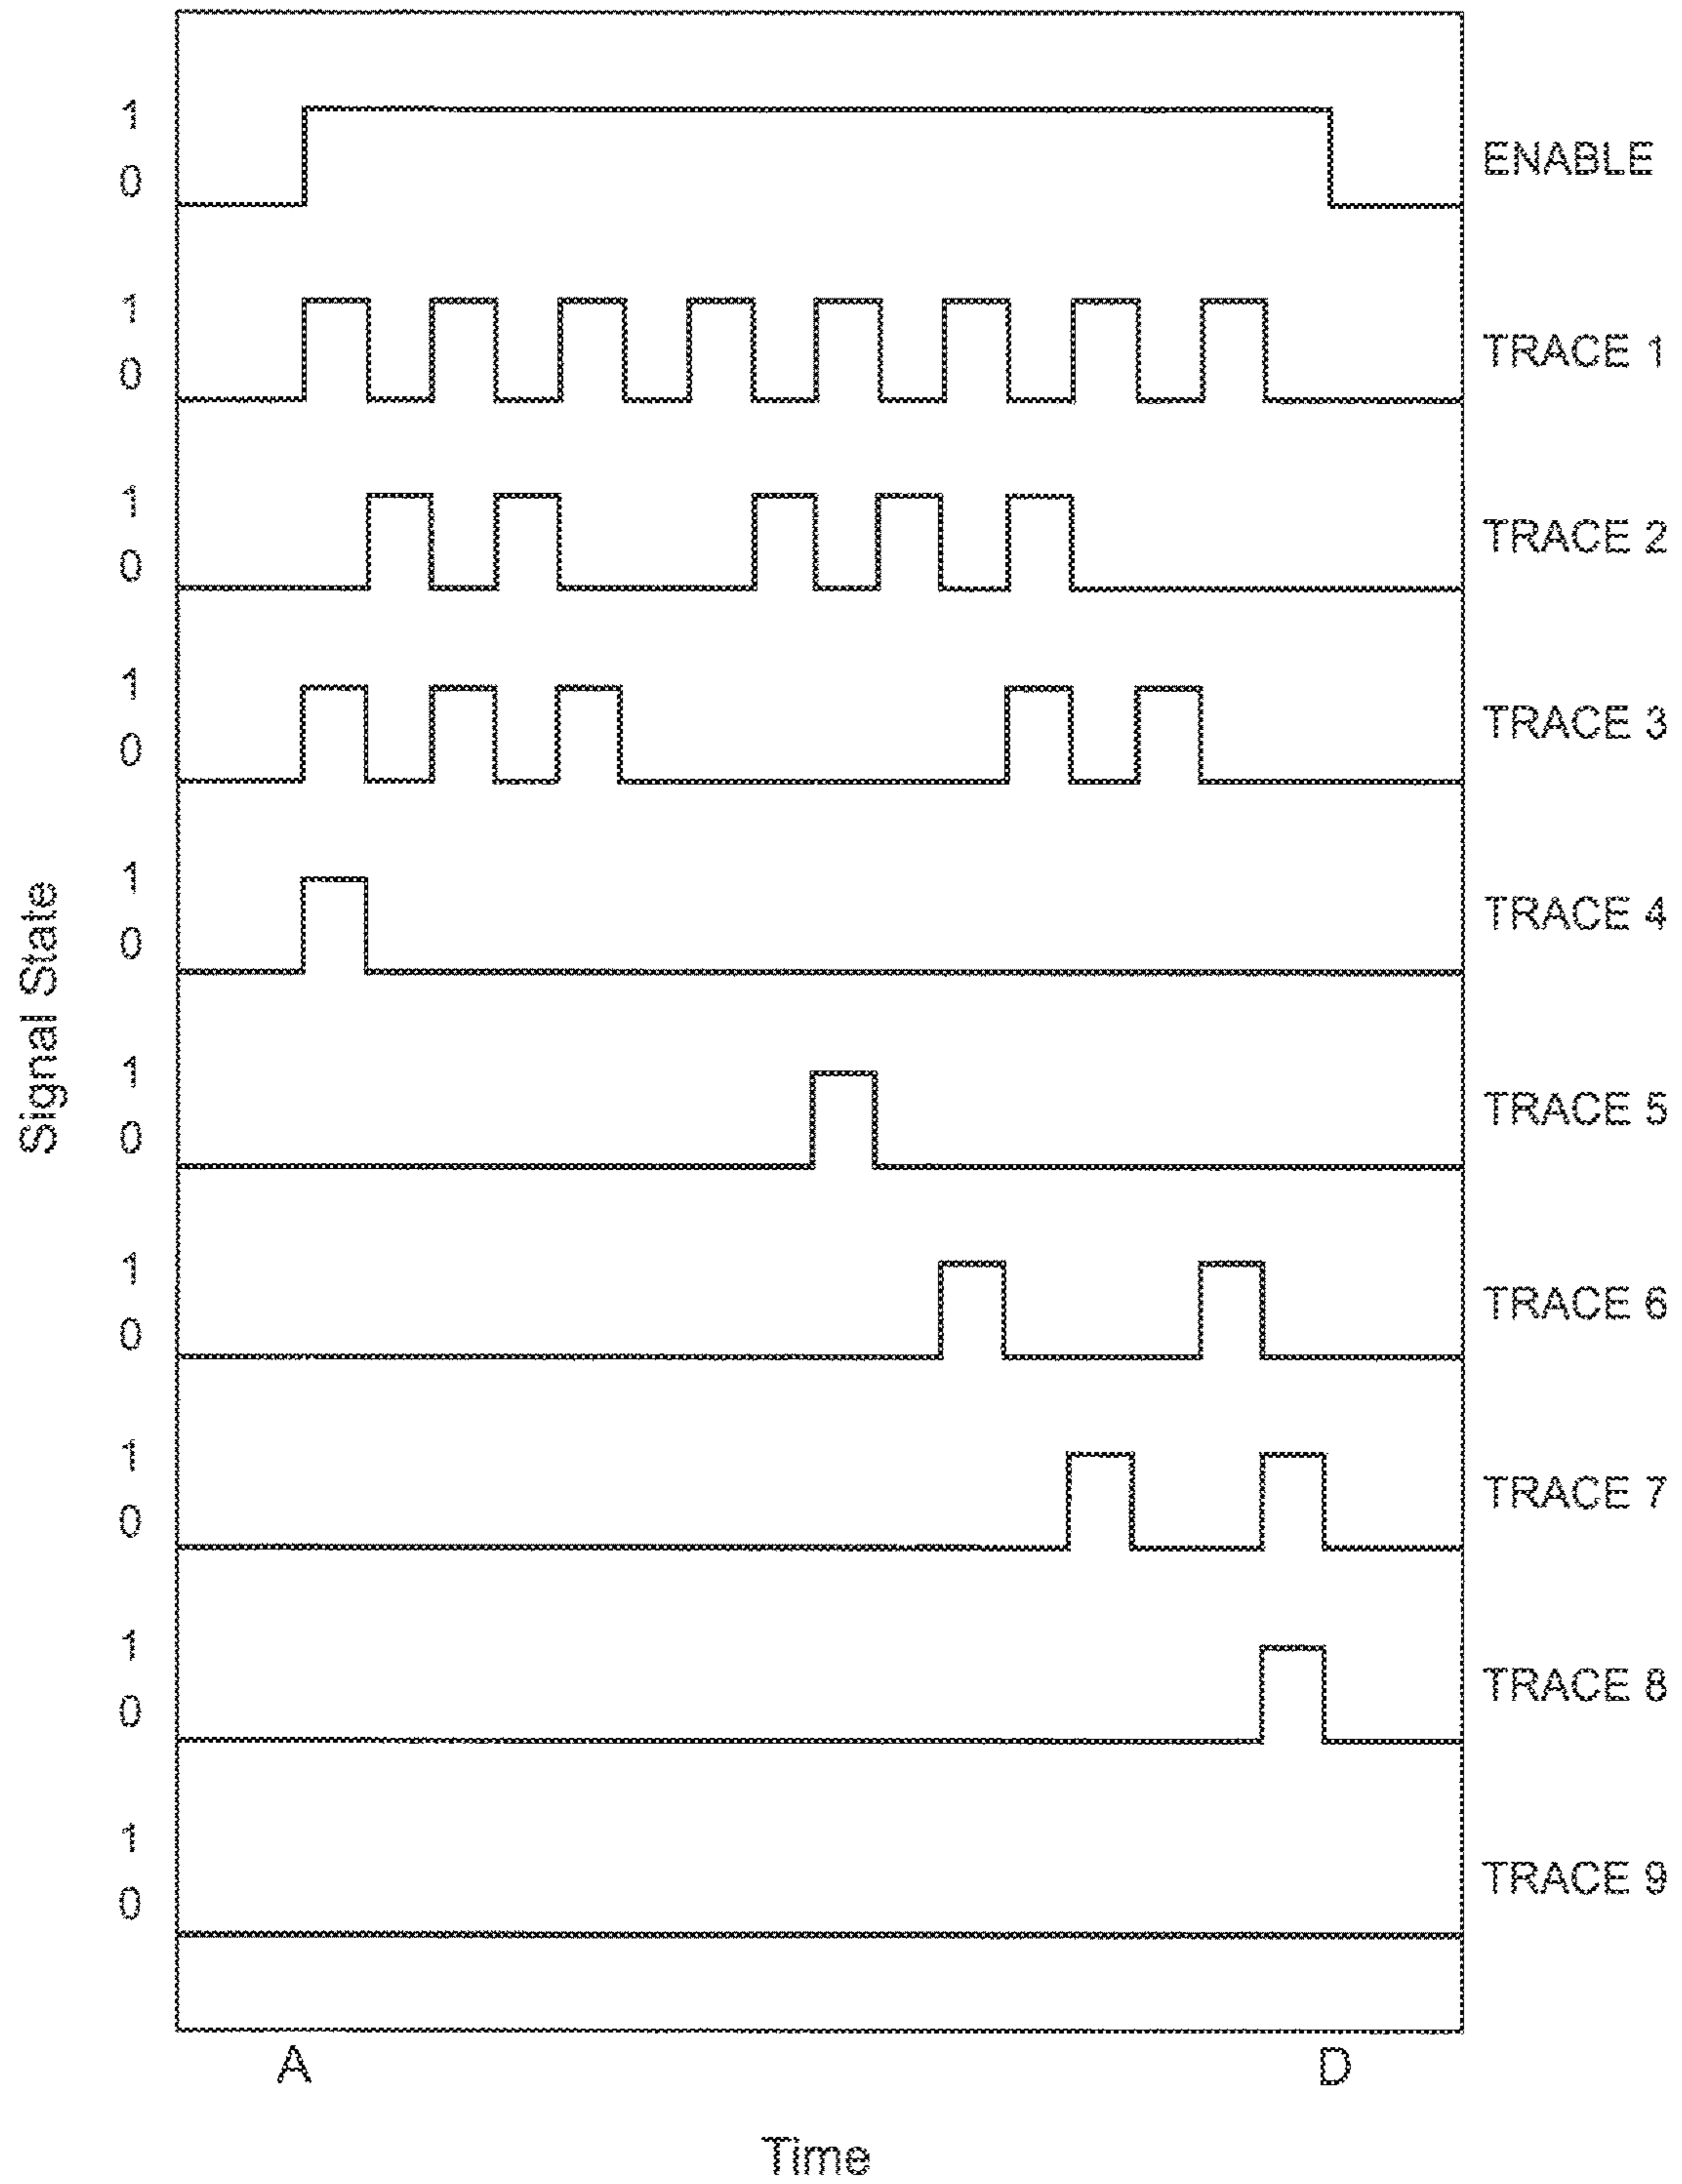 1
0
ENABLE
1
0
TRACE 1
1
0
TRACE 2
1
0
TRACE 3
1
0
TRACE 4
1
0
TRACE 5
1
0
TRACE 6
1
0
TRACE 7
1
0
TRACE 8
1
0
TRACE 9
Signal State
A
D
Time